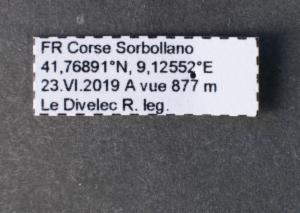 FR Corse Sorbollano
41,76891°N, 9,12552°E
23.VI.2019 A vue 877 m
Le Divelec R. leg.